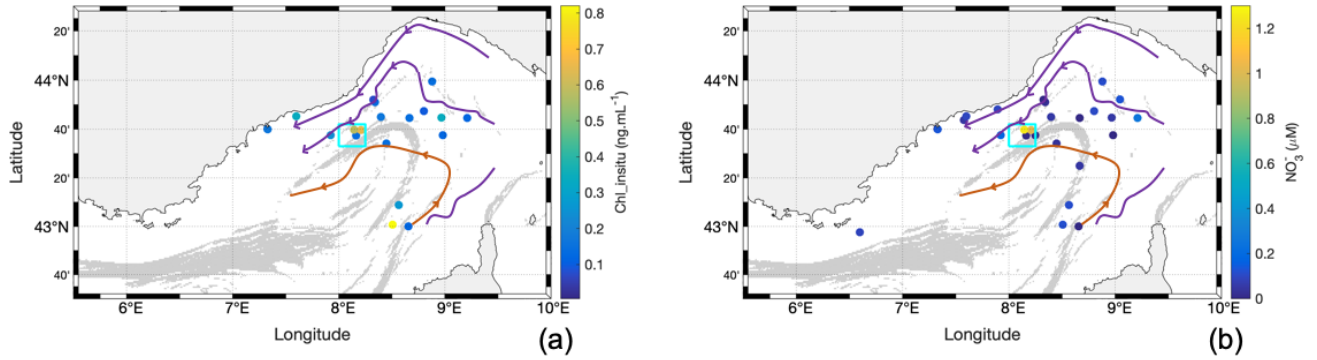 20'
44°N
40'
20'
43°N
40'
Latitude
6°E
7°E
8°E
9°E
10°E
Longitude
0.8
0.7
0.6
0.5
0.4
0.3
0.2
0.1
Chl_insitu (ng.mL⁻¹)
(a)
20'
44°N
40'
20'
43°N
40'
Latitude
6°E
7°E
8°E
9°E
10°E
Longitude
1.2
1
0.8
0.6
0.4
0.2
0
NO₃⁻ (μM)
(b)